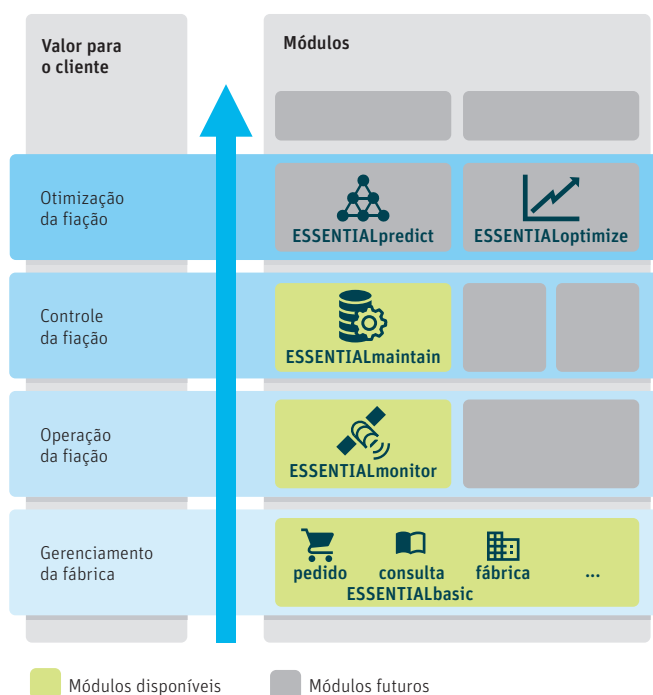 Valor para
o cliente
Módulos
Otimização
da fiação
ESSENTIALpredict
ESSENTIALoptimize
Controle
da fiação
ESSENTIALmaintain
Operação
da fiação
ESSENTIALmonitor
Gerenciamento
da fábrica
pedido consulta fábrica ...
ESSENTIALbasic
Módulos disponíveis
Módulos futuros